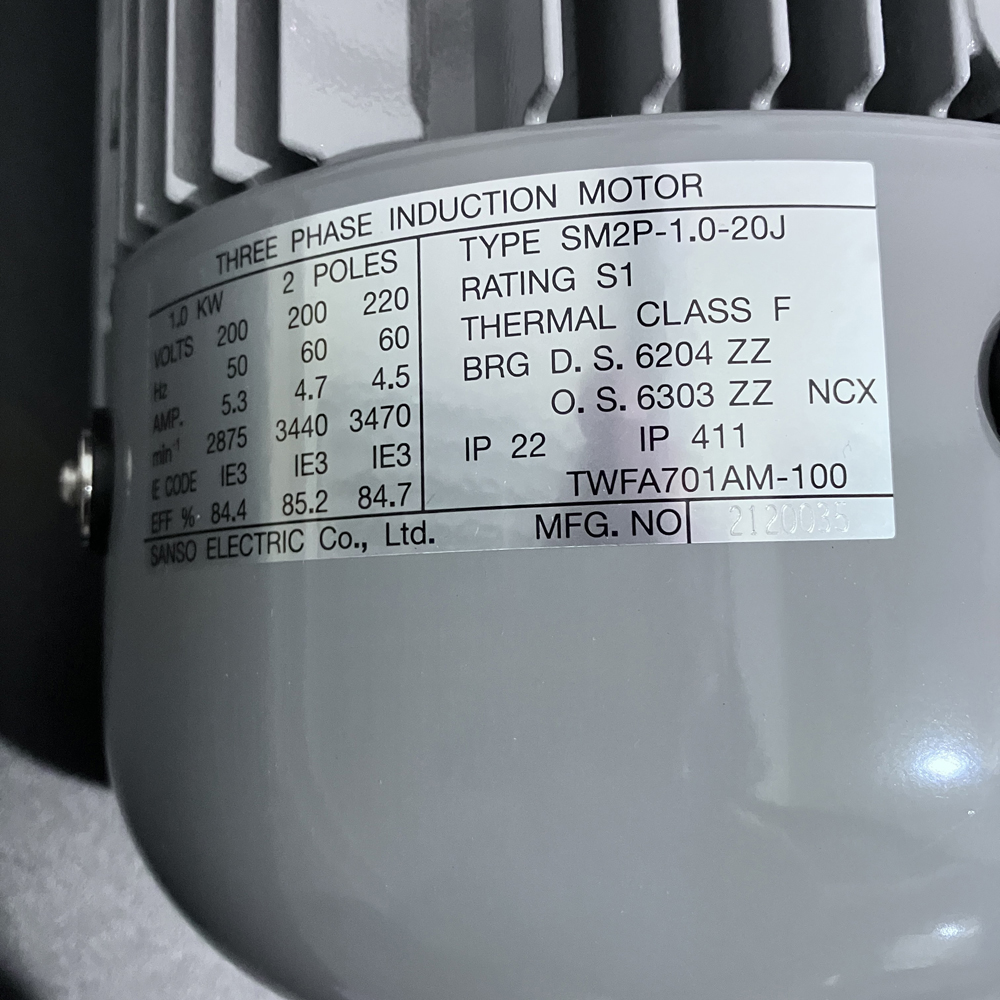 THREE PHASE INDUCTION MOTOR
1.0 KW 2 POLES
VOLTS 200 200 220
Hz 50 60 60
AMP. 5.3 4.7 4.5
min⁻¹ 2875 3440 3470
IE CODE IE3 IE3 IE3
EFF % 84.4 85.2 84.7
TYPE SM2P-1.0-20J
RATING S1
THERMAL CLASS F
BRG D. S. 6204 ZZ
O. S. 6303 ZZ NCX
IP 22 IP 411
TWFA701AM-100
SANSO ELECTRIC Co., Ltd.
MFG. NO 2120035